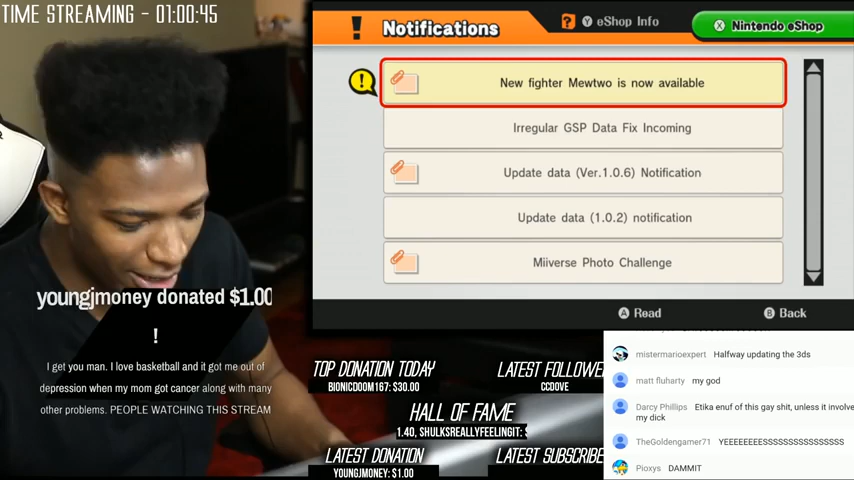 TIME STREAMING - 01:00:45
Notifications
? Y eShop Info
X Nintendo eShop
New fighter Mewtwo is now available
Irregular GSP Data Fix Incoming
Update data (Ver.1.0.6) Notification
Update data (1.0.2) notification
Miiverse Photo Challenge
A Read
B Back
youngjmoney donated $1.00
!
I get you man. I love basketball and it got me out of
depression when my mom got cancer along with many
other problems. PEOPLE WATCHING THIS STREAM
TOP DONATION TODAY
BIONICDOOM167: $30.00
LATEST FOLLOWE
CCDOVE
HALL OF FAME
1.40, SHULKSREALLYFEELINGIT: $
LATEST DONATION
YOUNGJMONEY: $1.00
LATEST SUBSCRIBE
mistermarioexpert Halfway updating the 3ds
matt fluharty my god
Darcy Phillips Etika enuf of this gay shit, unless it involve
my dick
TheGoldengamer71 YEEEEEEEESSSSSSSSSSSSSSSS
Pioxys DAMMIT